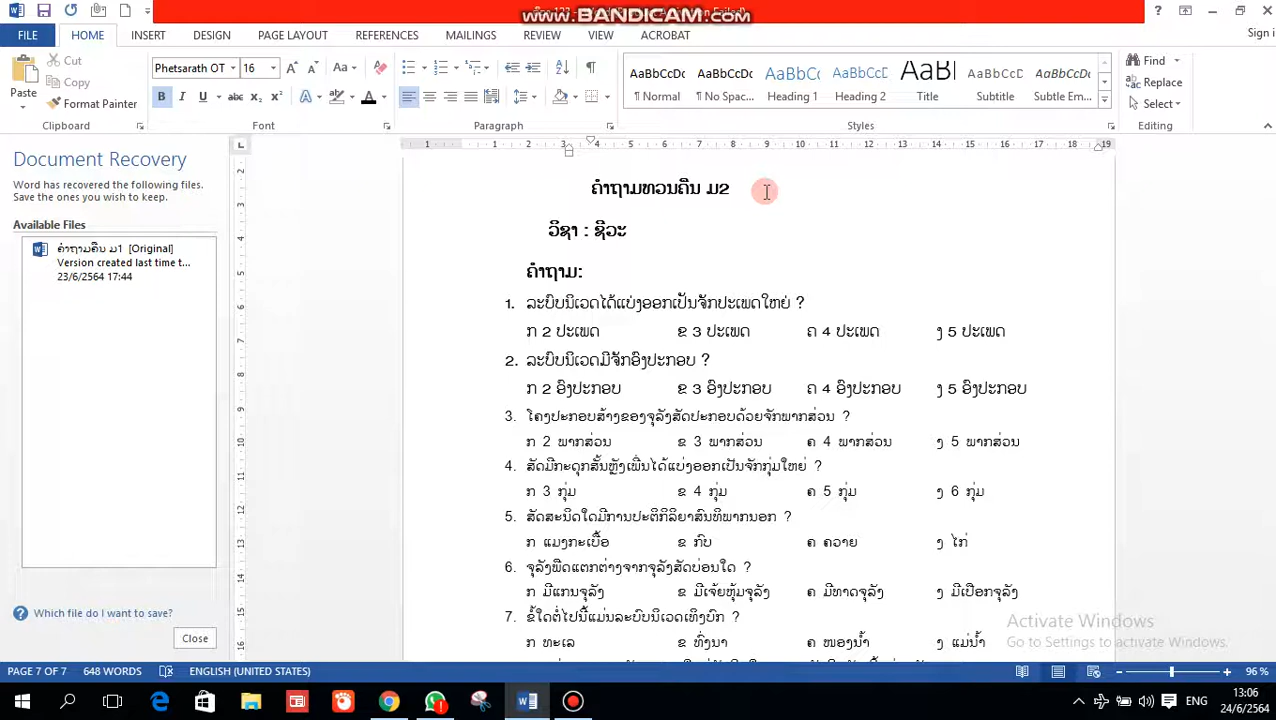 www.BANDICAM.com
?
FILE HOME INSERT DESIGN PAGE LAYOUT REFERENCES MAILINGS REVIEW VIEW ACROBAT Sign i
Cut
Copy
Format Painter
Paste
Phetsarath OT 16
AaBbCcDc AaBbCcDc AaBbCc AaBbCcD AaBl AaBbCcD AaBbCcDc
¶ Normal ¶ No Spac... Heading 1 Heading 2 Title Subtitle Subtle Em...
Find
Replace
Select
Clipboard Font Paragraph Styles Editing
Document Recovery
Word has recovered the following files.
Save the ones you wish to keep.
Available Files
ຄຳຖາມຄືນ ມ1 [Original]
Version created last time t...
23/6/2564 17:44
Which file do I want to save?
Close
ຄຳຖາມທວນຄືນ ມ2
ວິຊາ : ຊີວະ
ຄຳຖາມ:
1. ລະບົບນິເວດໄດ້ແບ່ງອອກເປັນຈັກປະເພດໃຫຍ່ ?
ກ 2 ປະເພດ ຂ 3 ປະເພດ ຄ 4 ປະເພດ ງ 5 ປະເພດ
2. ລະບົບນິເວດມີຈັກອົງປະກອບ ?
ກ 2 ອົງປະກອບ ຂ 3 ອົງປະກອບ ຄ 4 ອົງປະກອບ ງ 5 ອົງປະກອບ
3. ໂຄງປະກອບສ້າງຂອງຈຸລັງສັດປະກອບດ້ວຍຈັກພາກສ່ວນ ?
ກ 2 ພາກສ່ວນ ຂ 3 ພາກສ່ວນ ຄ 4 ພາກສ່ວນ ງ 5 ພາກສ່ວນ
4. ສັດມີກະດູກສັນຫຼັງເພິ່ນໄດ້ແບ່ງອອກເປັນຈັກກຸ່ມໃຫຍ່ ?
ກ 3 ກຸ່ມ ຂ 4 ກຸ່ມ ຄ 5 ກຸ່ມ ງ 6 ກຸ່ມ
5. ສັດສະນິດໃດມີການປະຕິກິລິຍາສົນທິພາກນອກ ?
ກ ແມງກະເບື້ອ ຂ ກົບ ຄ ຄວາຍ ງ ໄກ່
6. ຈຸລັງພືດແຕກຕ່າງຈາກຈຸລັງສັດບ່ອນໃດ ?
ກ ມີແກນຈຸລັງ ຂ ມີເຈ້ຍຫຸ້ມຈຸລັງ ຄ ມີທາດຈຸລັງ ງ ມີເປືອກຈຸລັງ
7. ຂໍ້ໃດຕໍ່ໄປນີ້ແມ່ນລະບົບນິເວດເທິງບົກ ?
ກ ທະເລ ຂ ທົ່ງນາ ຄ ໜອງນ້ຳ ງ ແມ່ນ້ຳ
Activate Windows
Go to Settings to activate Windows.
PAGE 7 OF 7 648 WORDS ENGLISH (UNITED STATES) 96 %
ENG 13:06
24/6/2564